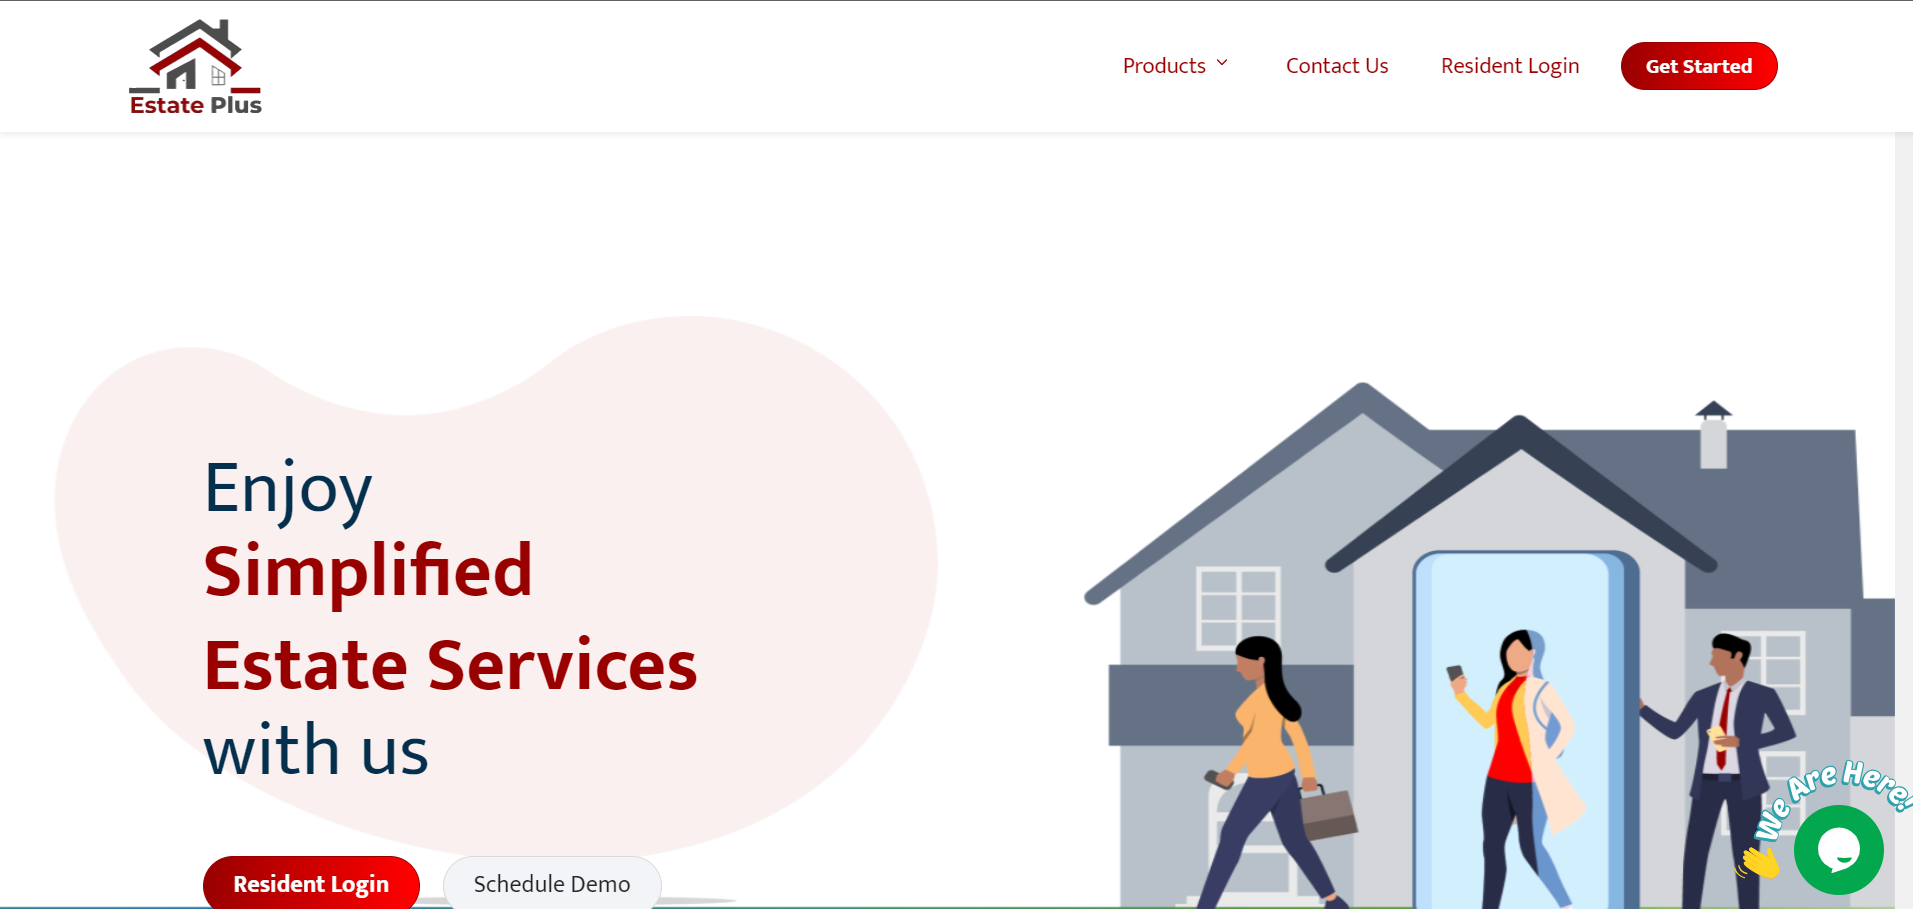 Estate Plus
Products
Contact Us
Resident Login
Get Started
Enjoy
Simplified
Estate Services
with us
Resident Login
Schedule Demo
We Are Here!